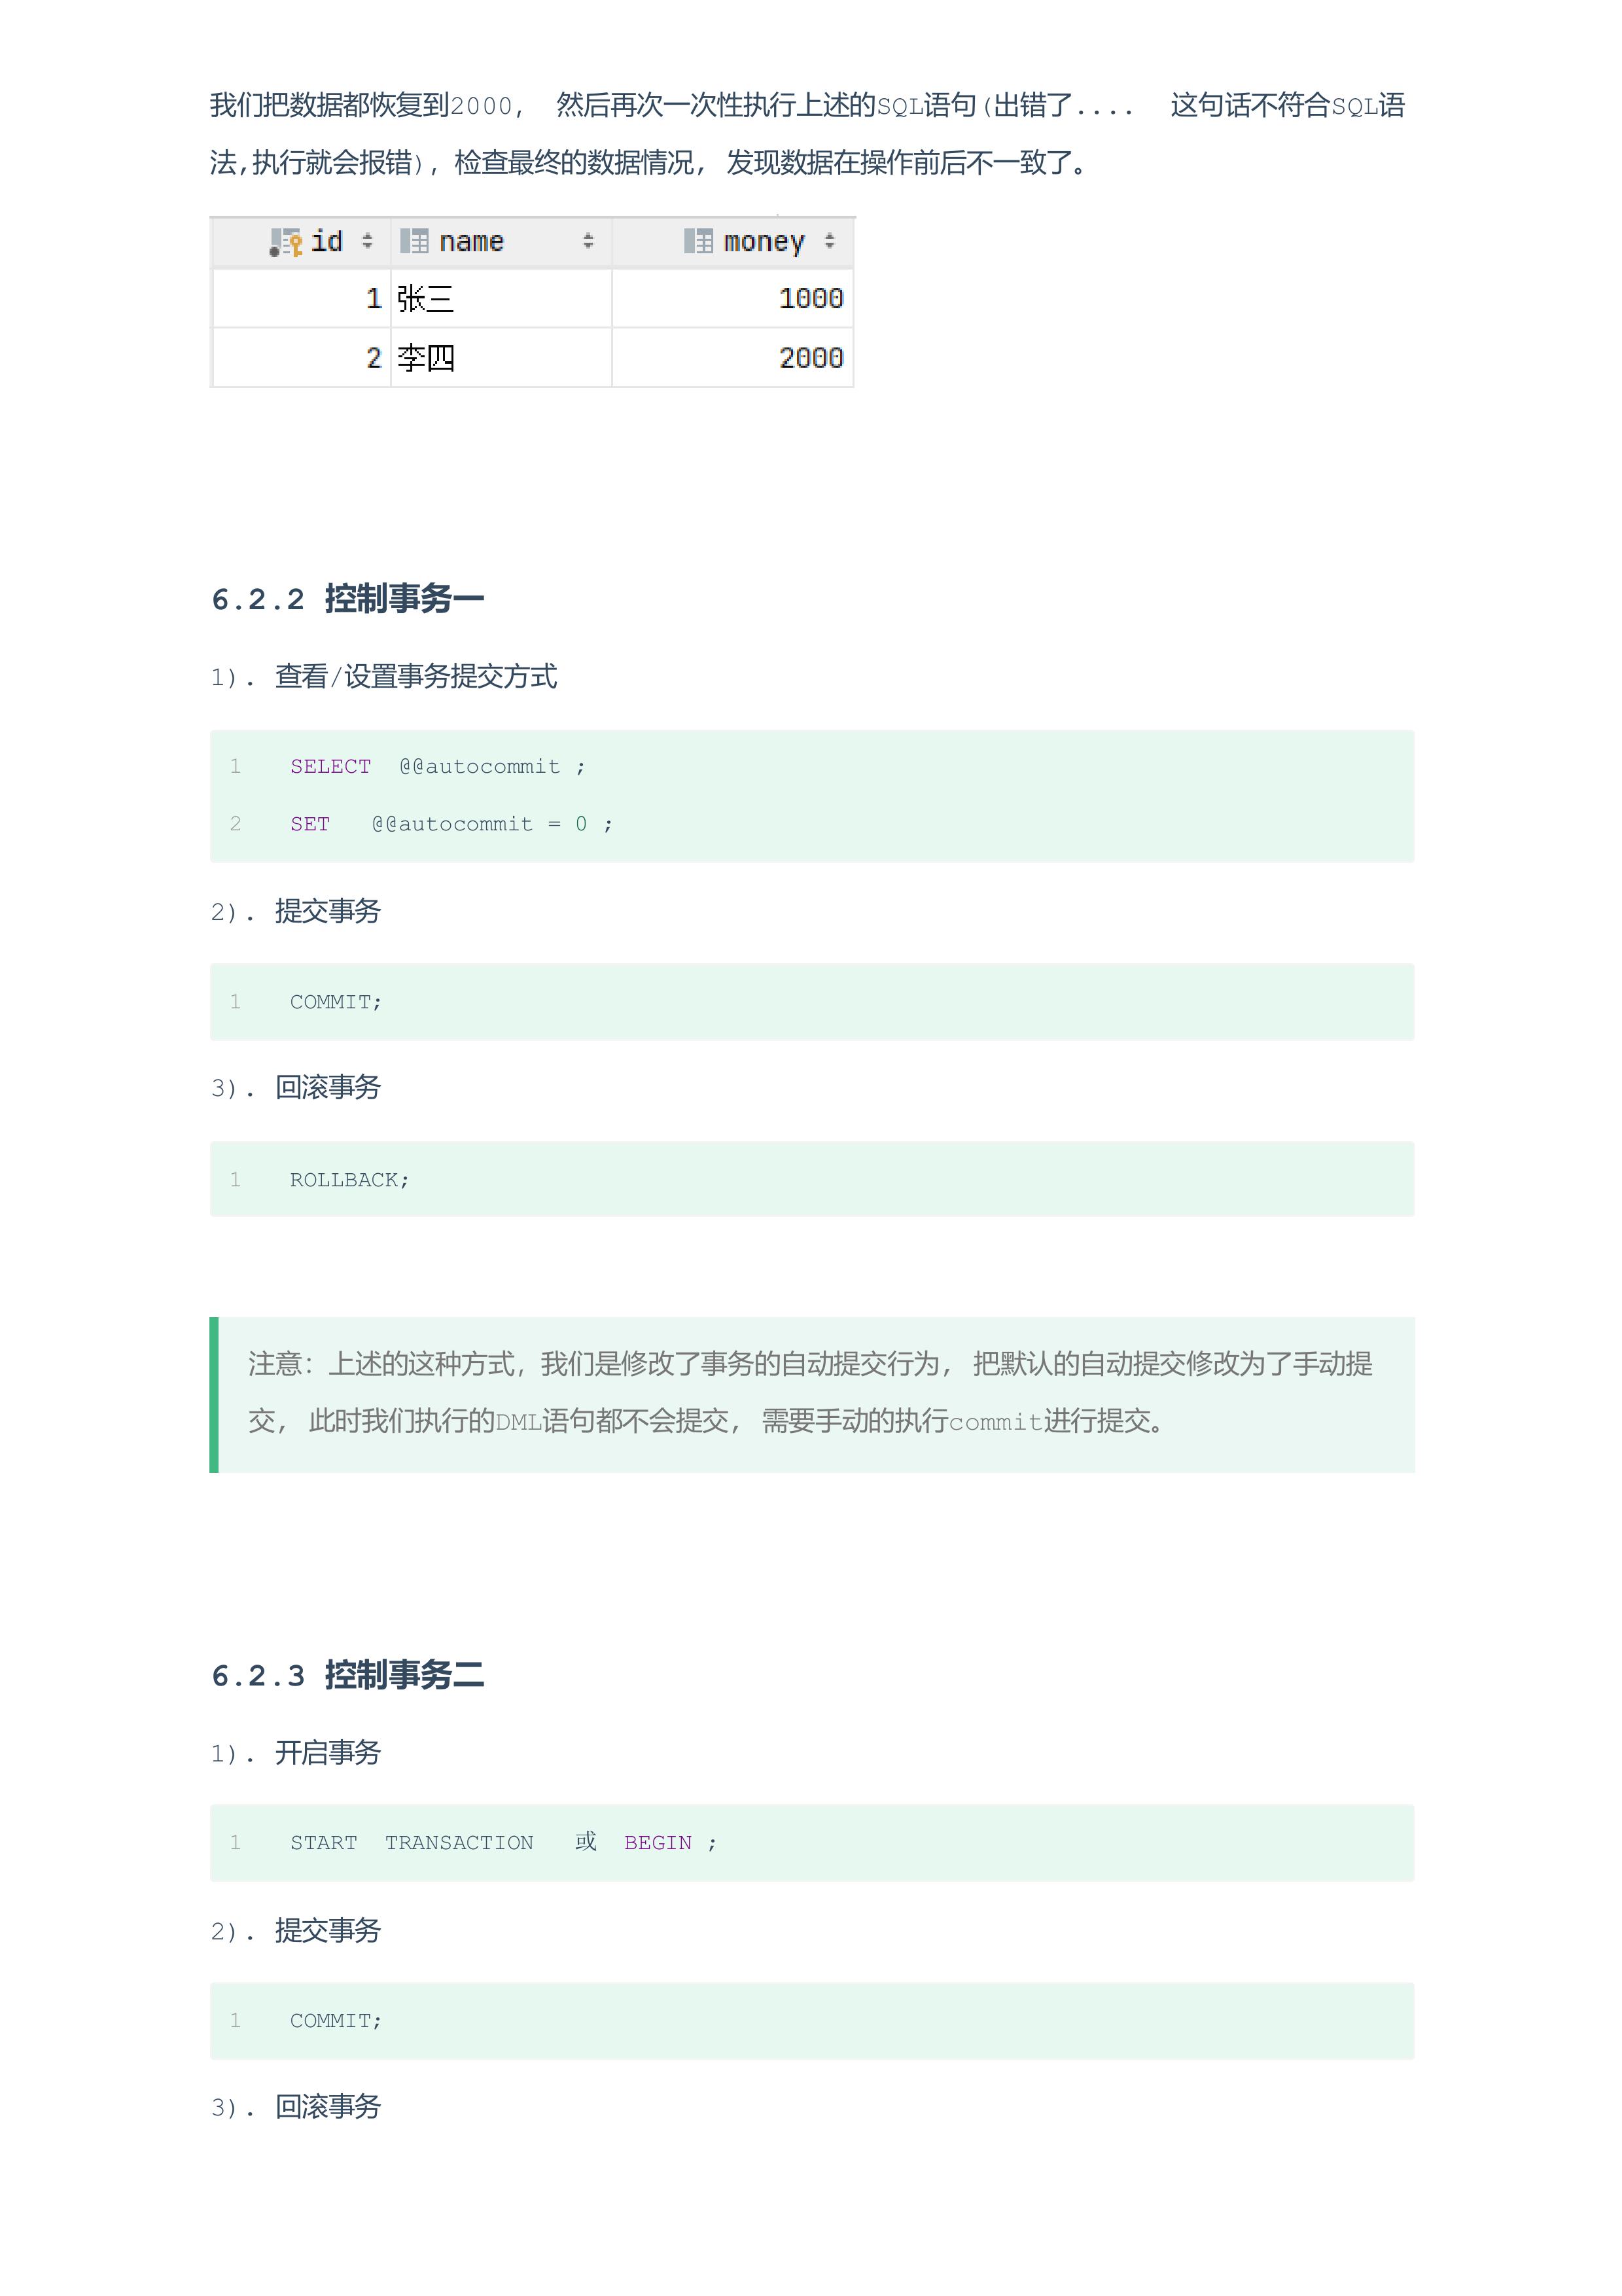 我们把数据都恢复到2000， 然后再次一次性执行上述的SQL语句(出错了.... 这句话不符合SQL语
法,执行就会报错)，检查最终的数据情况， 发现数据在操作前后不一致了。
id name money
1 张三 1000
2 李四 2000
6.2.2 控制事务一
1). 查看/设置事务提交方式
1 SELECT @@autocommit ;
2 SET @@autocommit = 0 ;
2). 提交事务
1 COMMIT;
3). 回滚事务
1 ROLLBACK;
注意：上述的这种方式，我们是修改了事务的自动提交行为， 把默认的自动提交修改为了手动提
交， 此时我们执行的DML语句都不会提交， 需要手动的执行commit进行提交。
6.2.3 控制事务二
1). 开启事务
1 START TRANSACTION 或 BEGIN ;
2). 提交事务
1 COMMIT;
3). 回滚事务